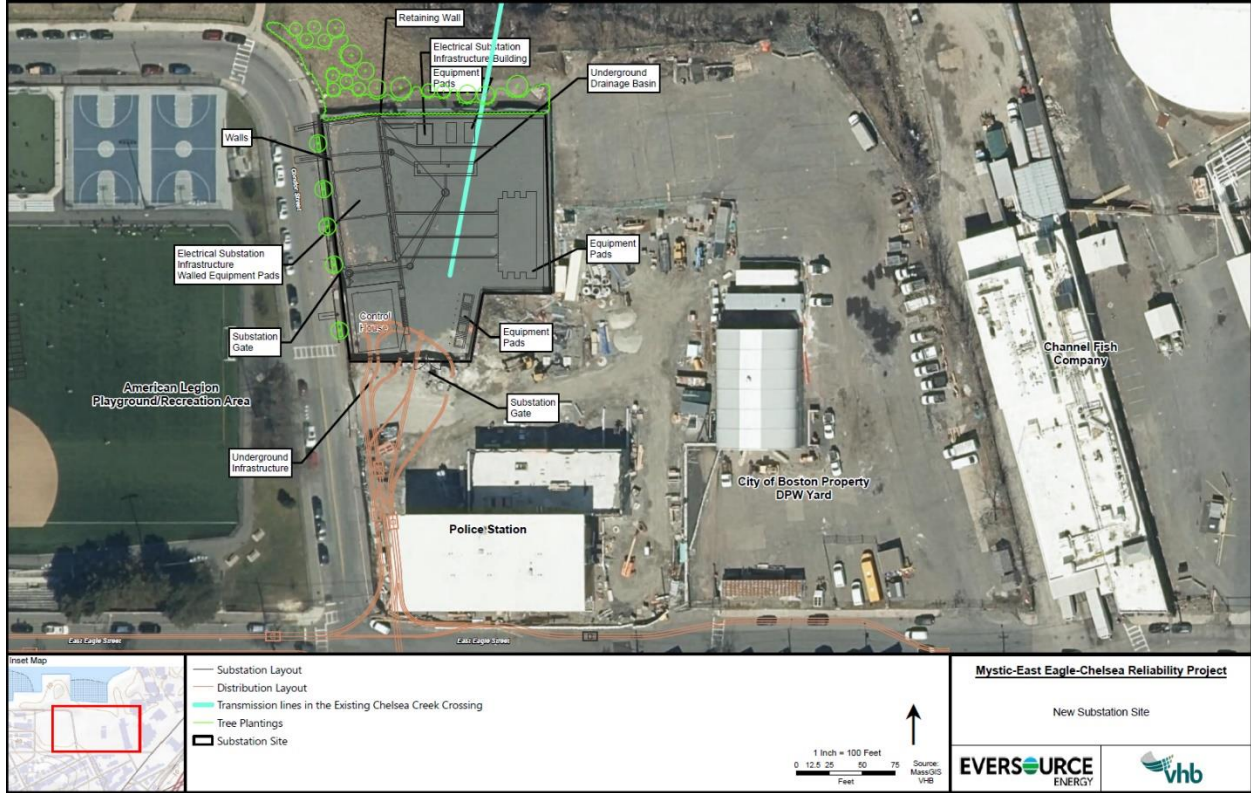 Retaining Wall
Electrical Substation
Infrastructure Building
Equipment
Pads
Underground
Drainage Basin
Walls
Glendon Street
Electrical Substation
Infrastructure
Walled Equipment Pads
Equipment
Pads
Control
House
Substation
Gate
Equipment
Pads
Channel Fish
Company
American Legion
Playground/Recreation Area
Substation
Gate
Underground
Infrastructure
City of Boston Property
DPW Yard
Police Station
East Eagle Street
East Eagle Street
Inset Map
Substation Layout
Distribution Layout
Transmission lines in the Existing Chelsea Creek Crossing
Tree Plantings
Substation Site
1 Inch = 100 Feet
0 12.5 25 50 75
Feet
Source:
MassGIS
VHB
Mystic-East Eagle-Chelsea Reliability Project
New Substation Site
EVERSOURCE
ENERGY
vhb